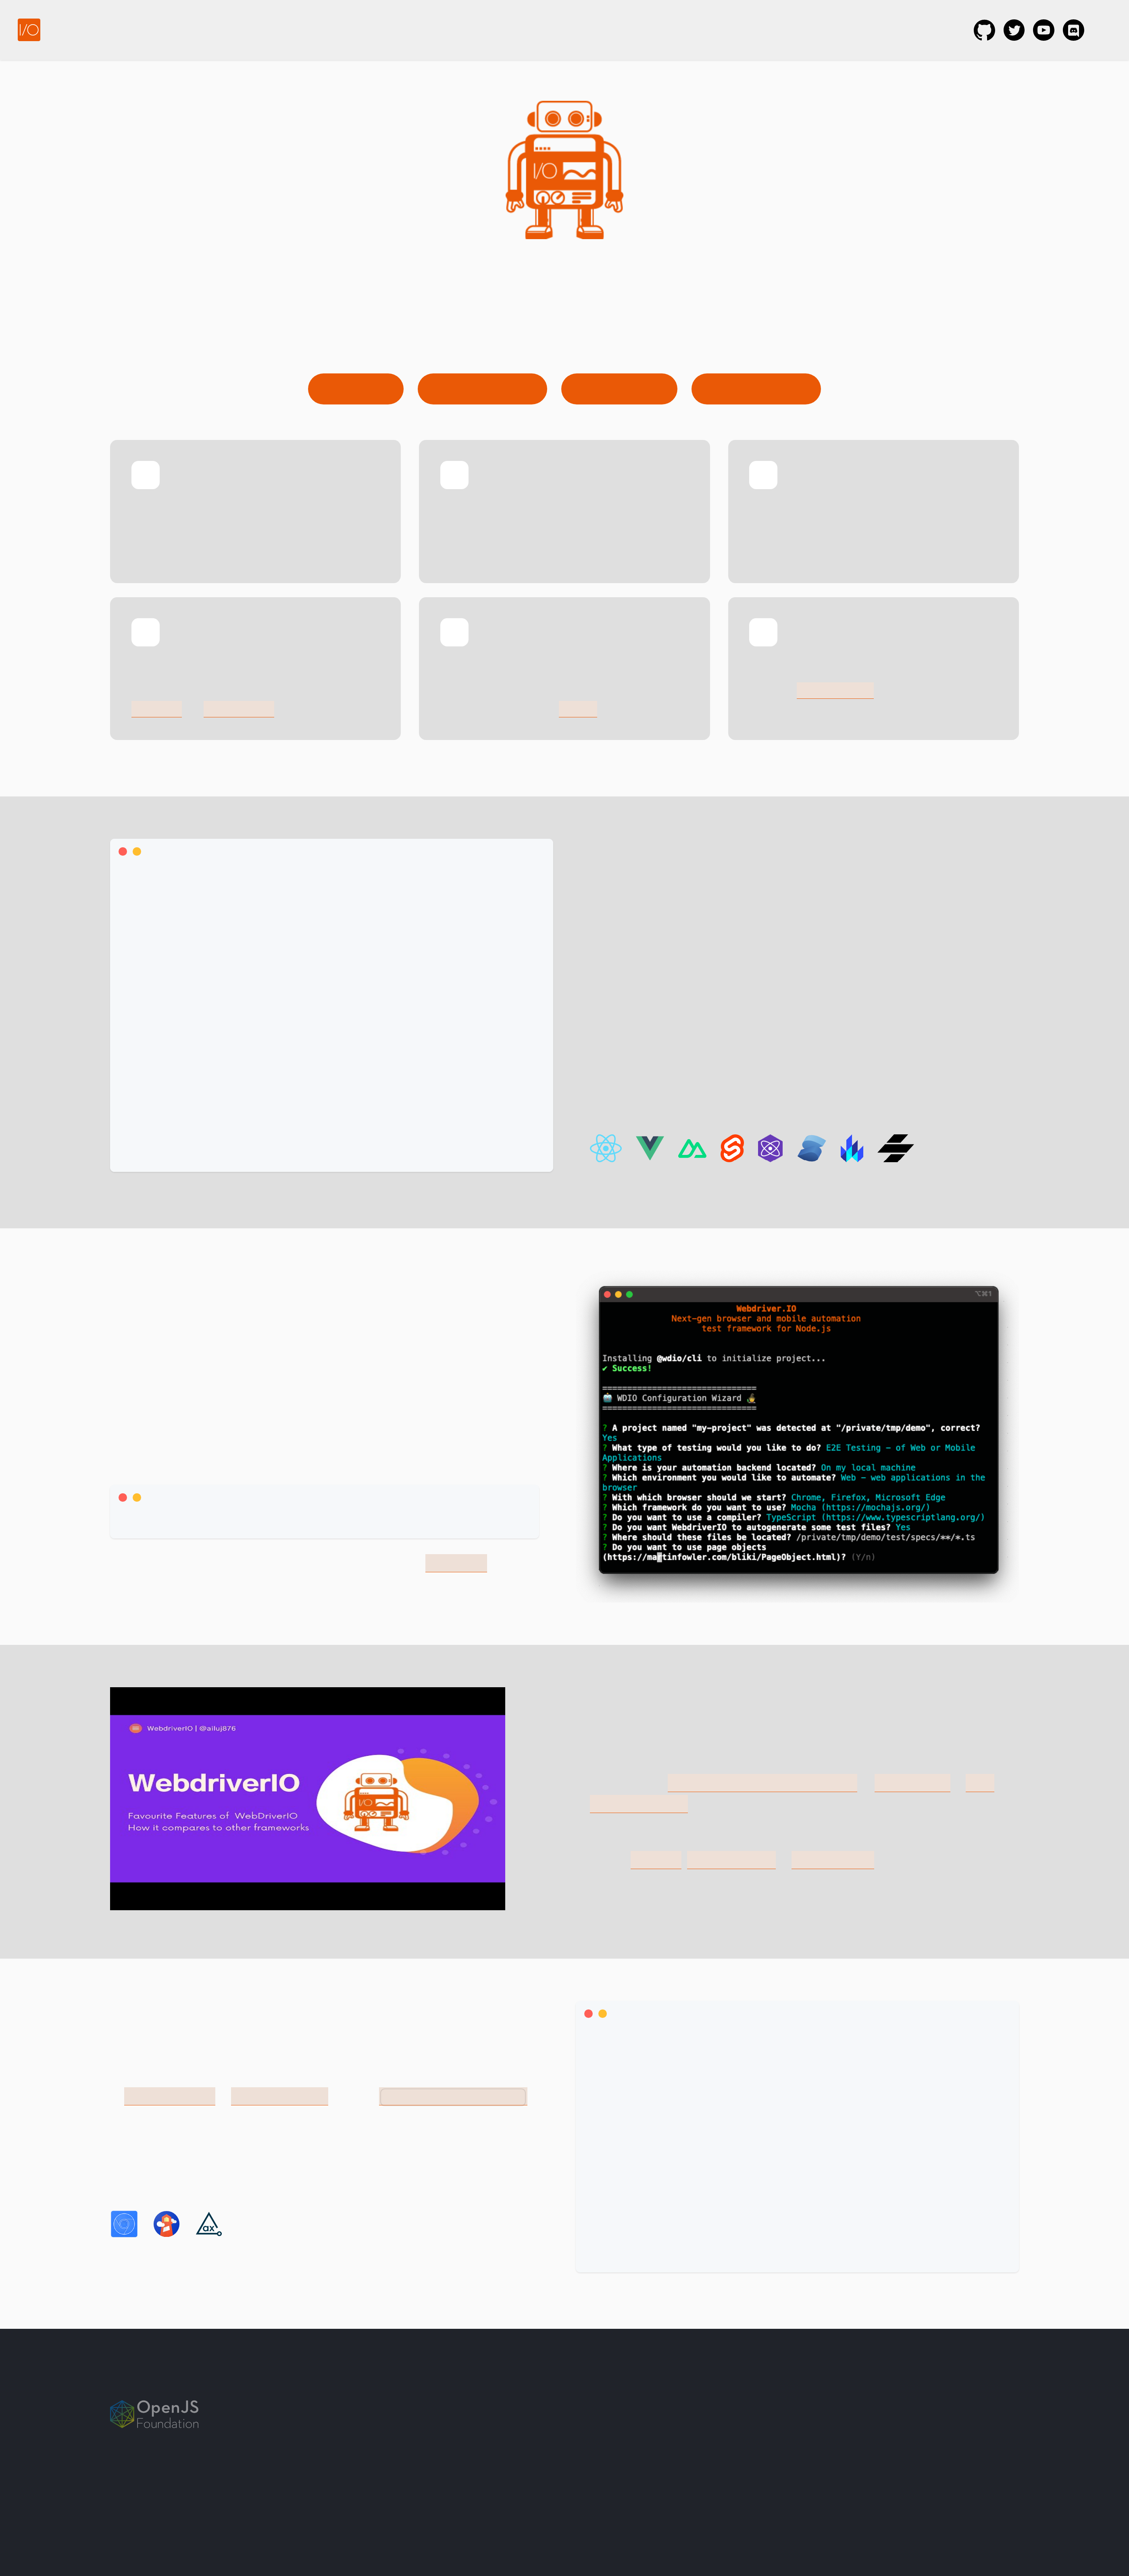 I/O
I/O
Webdriver.IO
Next-gen browser and mobile automation
test framework for Node.js
Installing @wdio/cli to initialize project...
✔ Success!
===============================
🤖 WDIO Configuration Wizard 🧙
===============================
? A project named "my-project" was detected at "/private/tmp/demo", correct?
Yes
? What type of testing would you like to do? E2E Testing - of Web or Mobile
Applications
? Where is your automation backend located? On my local machine
? Which environment you would like to automate? Web - web applications in the
browser
? With which browser should we start? Chrome, Firefox, Microsoft Edge
? Which framework do you want to use? Mocha (https://mochajs.org/)
? Do you want to use a compiler? TypeScript (https://www.typescriptlang.org/)
? Do you want WebdriverIO to autogenerate some test files? Yes
? Where should these files be located? /private/tmp/demo/test/specs/**/*.ts
? Do you want to use page objects
(https://martinfowler.com/bliki/PageObject.html)? (Y/n)
WebdriverIO | @ailuj876
WebdriverIO
Favourite Features of WebDriverIO
How it compares to other frameworks
I/O
ax
OpenJS
Foundation